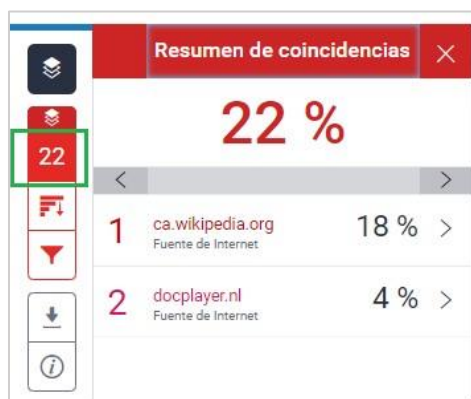 Resumen de coincidencias
22 %
22
1 ca.wikipedia.org 18 %
Fuente de Internet
2 docplayer.nl 4 %
Fuente de Internet